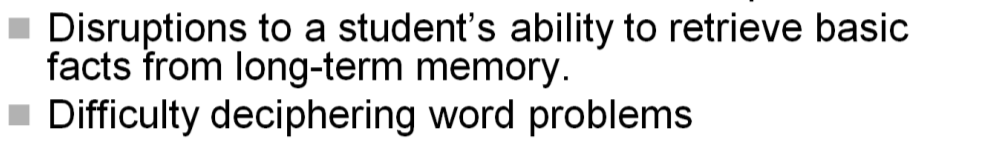 Disruptions to a student's ability to retrieve basic
facts from long-term memory.
Difficulty deciphering word problems